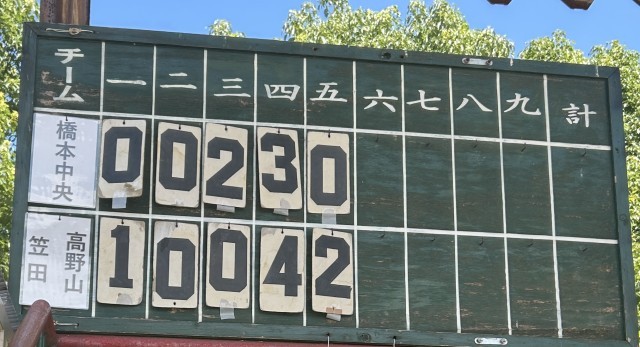 チーム 一 二 三 四 五 六 七 八 九 計
橋本中央 0 0 2 3 0
高野山 笠田 1 0 0 4 2